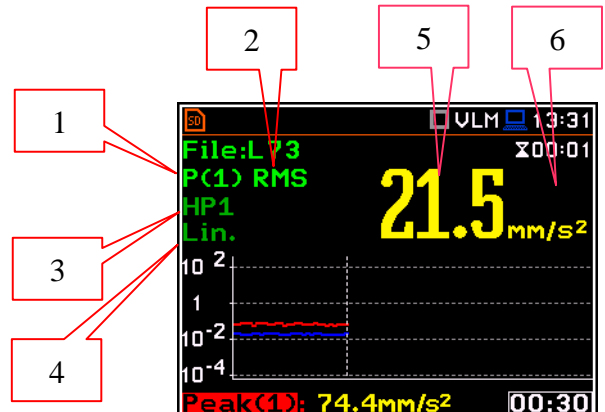 2 5 6
1
SD VLM 13:31
File:L73 00:01
P(1) RMS
21.5 mm/s²
HP1
Lin.
3
10 2
1
10 -2
4
10 -4
Peak(1): 74.4mm/s² 00:30